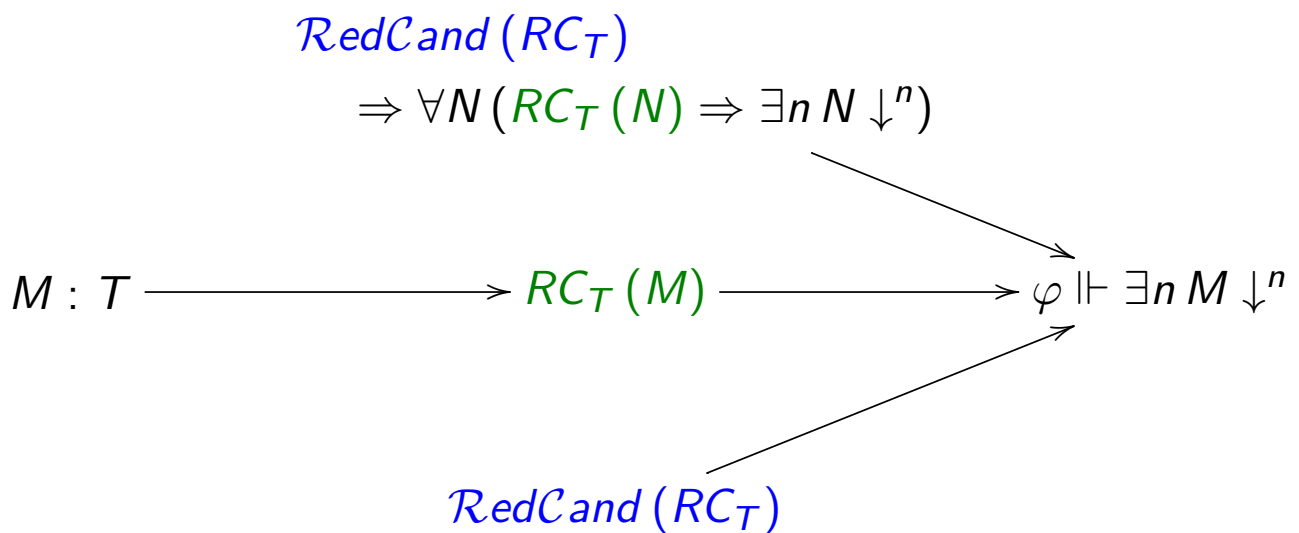 RedCand (RC_T)
⇒ ∀N (RC_T (N) ⇒ ∃n N ↓ⁿ)
M : T RC_T (M) φ ⊩ ∃n M ↓ⁿ
RedCand (RC_T)